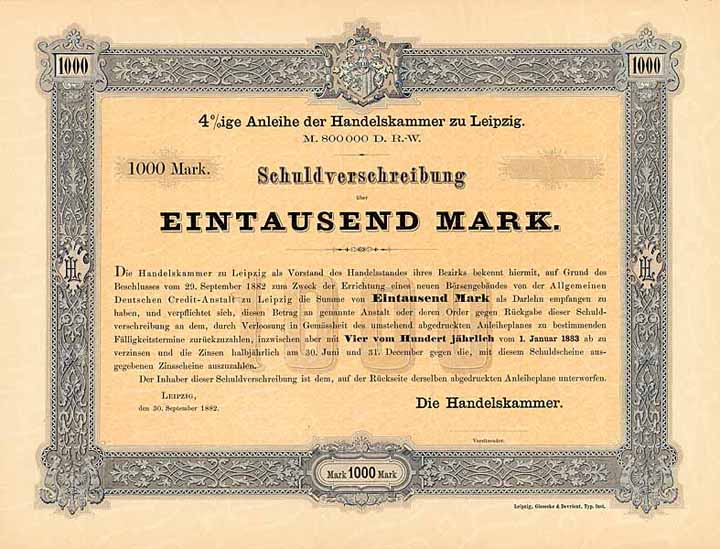 1000
1000
4%ige Anleihe der Handelskammer zu Leipzig.
M. 800000 D. R.-W.
1000 Mark.
Schuldverschreibung
über
EINTAUSEND MARK.
Die Handelskammer zu Leipzig als Vorstand des Handelsstandes ihres Bezirks bekennt hiermit, auf Grund des
Beschlusses vom 29. September 1882 zum Zweck der Errichtung eines neuen Börsengebäudes von der Allgemeinen
Deutschen Credit-Anstalt zu Leipzig die Summe von Eintausend Mark als Darlehn empfangen zu
haben, und verpflichtet sich, diesen Betrag an genannte Anstalt oder deren Order gegen Rückgabe dieser Schuld-
verschreibung an dem, durch Verloosung in Gemässheit des umstehend abgedruckten Anleiheplanes zu bestimmenden
Fälligkeitstermine zurückzuzahlen, inzwischen aber mit Vier vom Hundert jährlich vom 1. Januar 1883 ab zu
verzinsen und die Zinsen halbjährlich am 30. Juni und 31. December gegen die, mit diesem Schuldscheine aus-
gegebenen Zinsscheine auszuzahlen.
Der Inhaber dieser Schuldverschreibung ist dem, auf der Rückseite derselben abgedruckten Anleiheplane unterworfen.
Leipzig,
den 30. September 1882.
Die Handelskammer.
Vorsitzender.
Mark 1000 Mark
Leipzig, Giesecke & Devrient, Typ. Inst.
HL
HL